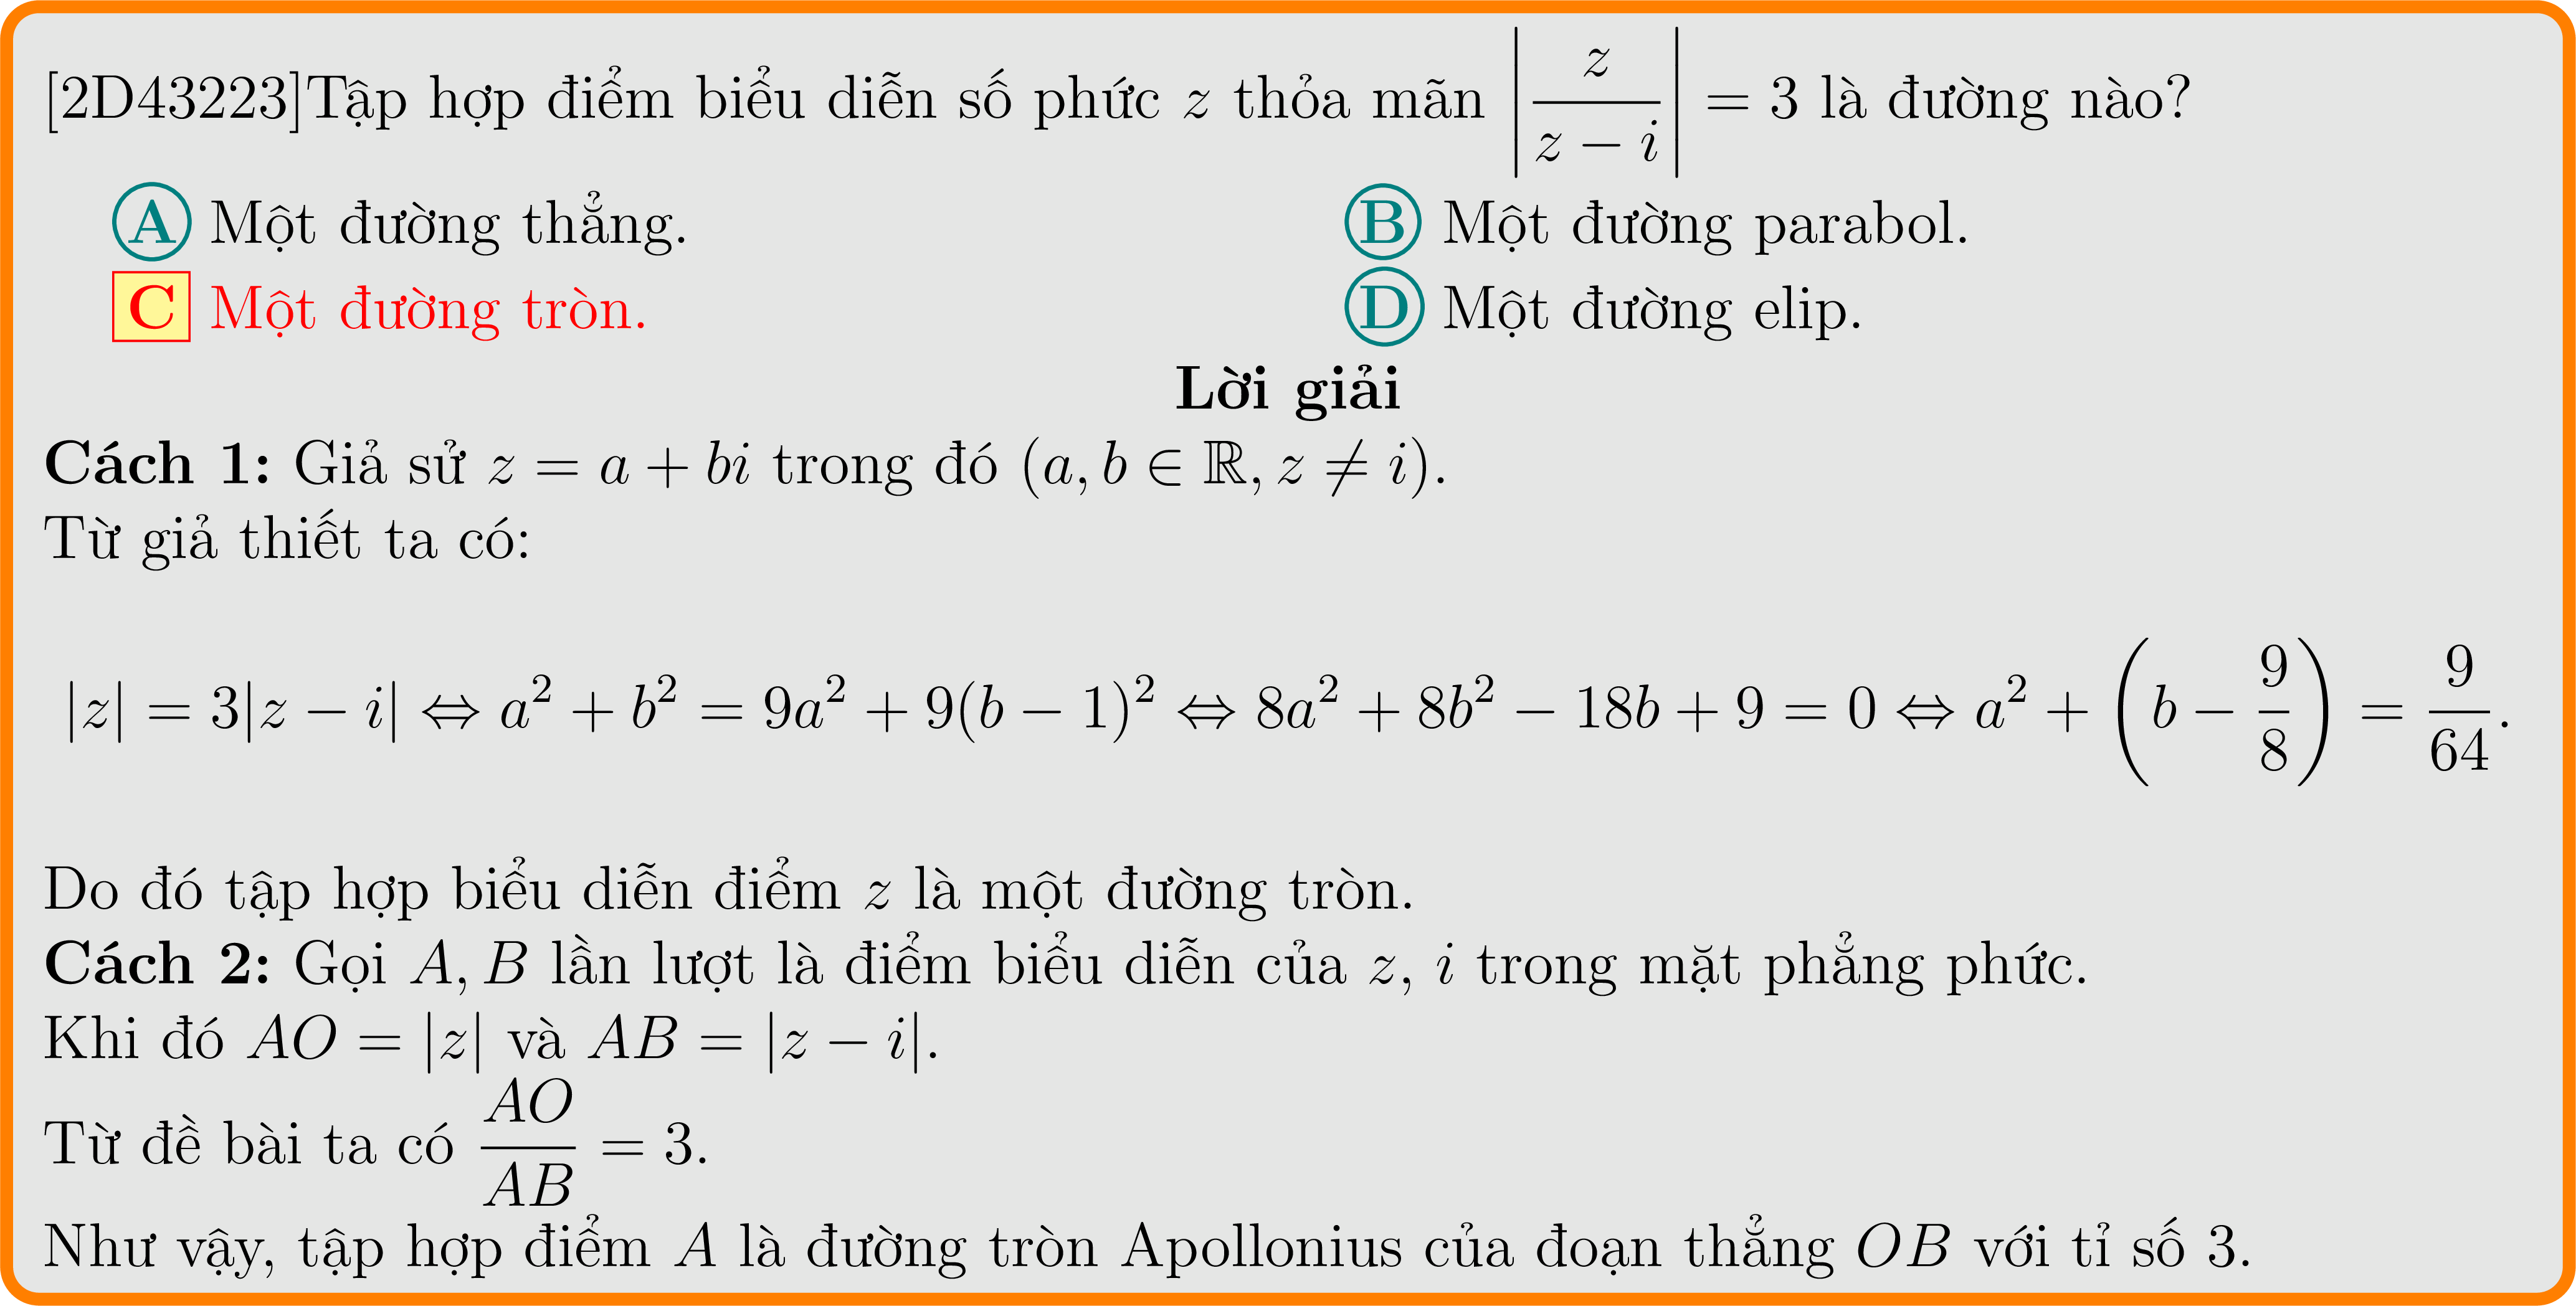 [2D43223]Tập hợp điểm biểu diễn số phức $z$ thỏa mãn $\left|\dfrac{z}{z-i}\right| = 3$ là đường nào?
A Một đường thẳng. B Một đường parabol.
C Một đường tròn. D Một đường elip.
Lời giải
Cách 1: Giả sử $z = a + bi$ trong đó $(a, b \in \mathbb{R}, z \neq i)$.
Từ giả thiết ta có:
$|z| = 3|z - i| \Leftrightarrow a^2 + b^2 = 9a^2 + 9(b - 1)^2 \Leftrightarrow 8a^2 + 8b^2 - 18b + 9 = 0 \Leftrightarrow a^2 + \left(b - \dfrac{9}{8}\right) = \dfrac{9}{64}.$
Do đó tập hợp biểu diễn điểm $z$ là một đường tròn.
Cách 2: Gọi $A, B$ lần lượt là điểm biểu diễn của $z$, $i$ trong mặt phẳng phức.
Khi đó $AO = |z|$ và $AB = |z - i|$.
Từ đề bài ta có $\dfrac{AO}{AB} = 3$.
Như vậy, tập hợp điểm $A$ là đường tròn Apollonius của đoạn thẳng $OB$ với tỉ số 3.